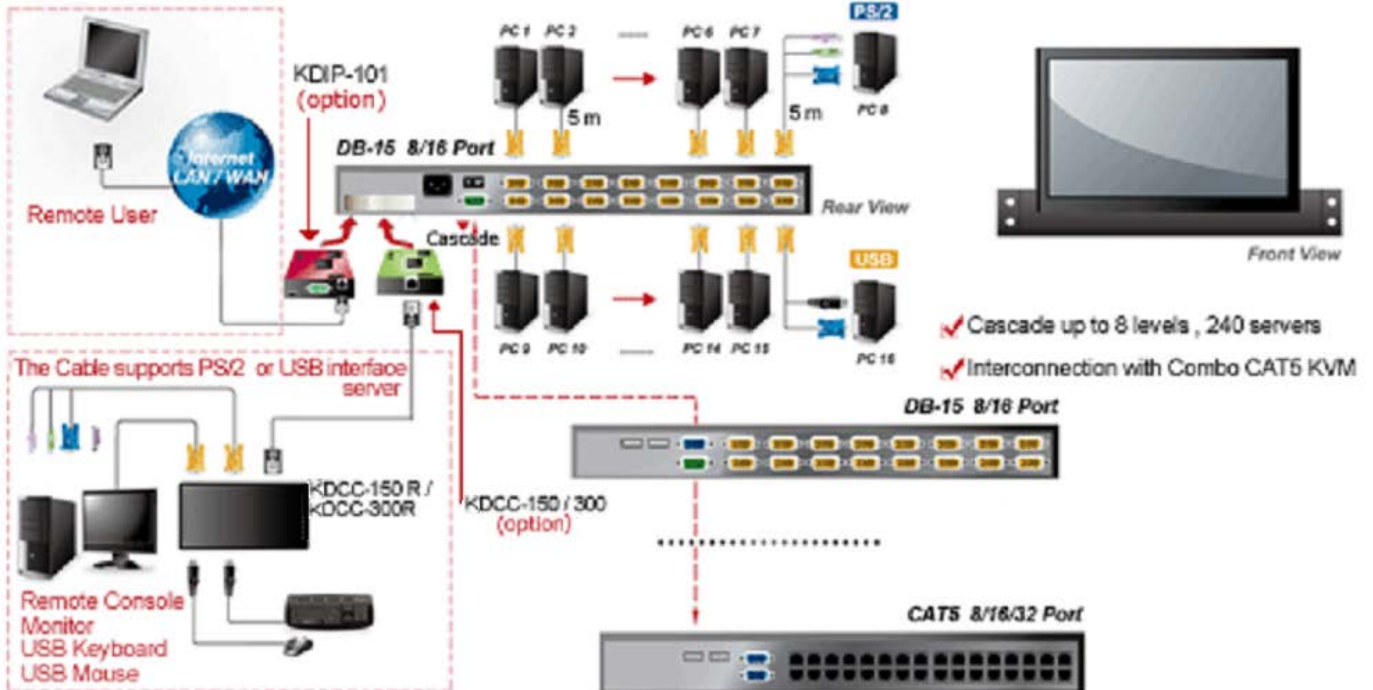 PS/2
PC 1 PC 2 ...... PC 6 PC 7
KDIP-101
(option)
5 m
5 m
PC 8
DB-15 8/16 Port
Internet
LAN / WAN
Remote User
Rear View
Cascade
Front View
USB
PC 9 PC 10 ...... PC 14 PC 15
PC 16
Cascade up to 8 levels , 240 servers
Interconnection with Combo CAT5 KVM
The Cable supports PS/2 or USB interface
server
DB-15 8/16 Port
KDCC-150 R /
KDCC-300R
KDCC-150 / 300
(option)
Remote Console
Monitor
USB Keyboard
USB Mouse
CAT5 8/16/32 Port